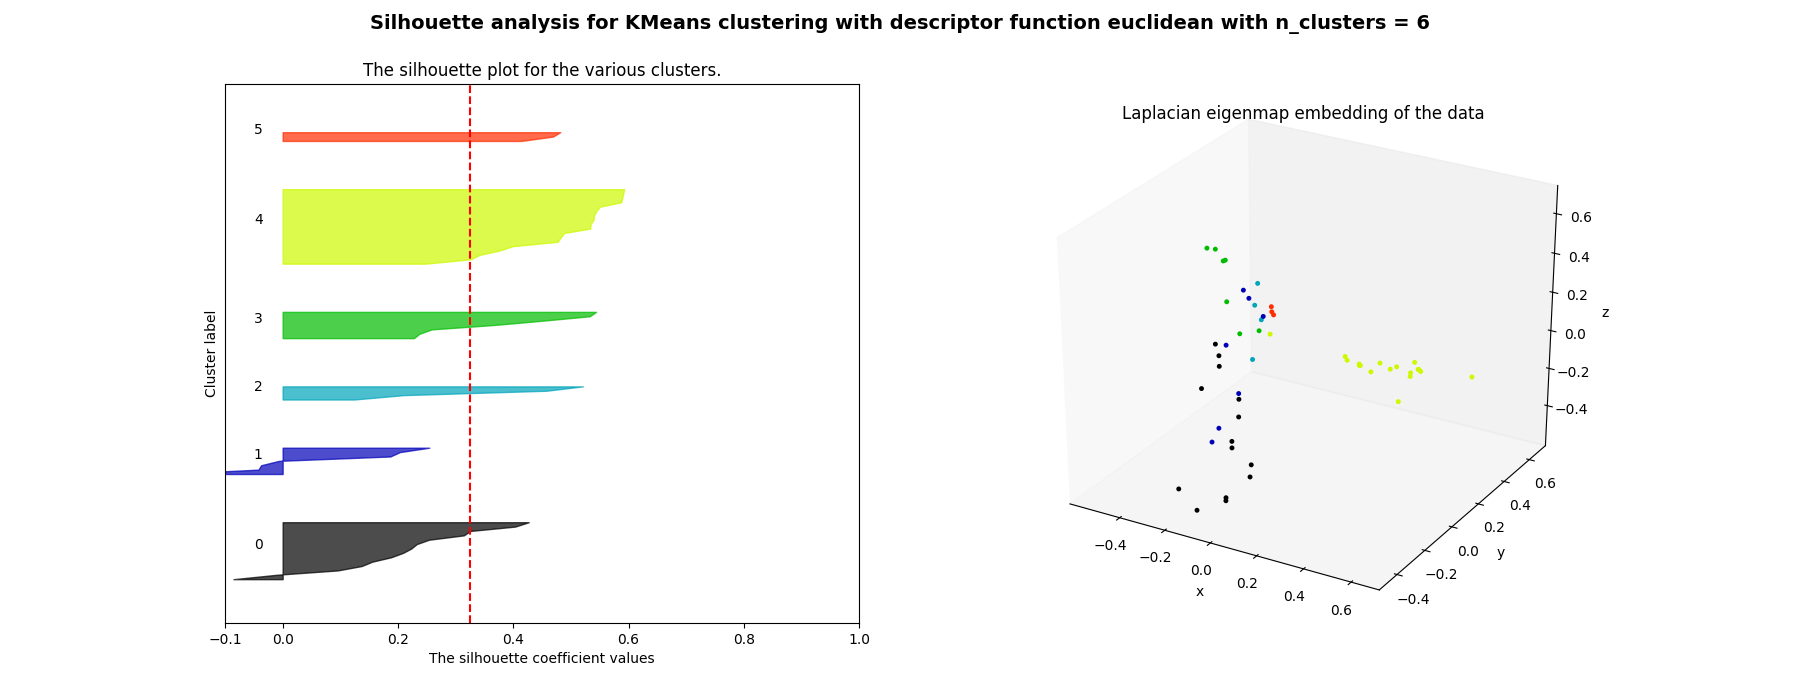 Silhouette analysis for KMeans clustering with descriptor function euclidean with n_clusters = 6
The silhouette plot for the various clusters.
5
4
3
2
1
0
Cluster label
−0.1 0.0 0.2 0.4 0.6 0.8 1.0
The silhouette coefficient values
Laplacian eigenmap embedding of the data
0.6
0.4
0.2
0.0
−0.2
−0.4
z
0.6
0.4
0.2
0.0
−0.2
−0.4
y
−0.4
−0.2
0.0
0.2
0.4
0.6
x